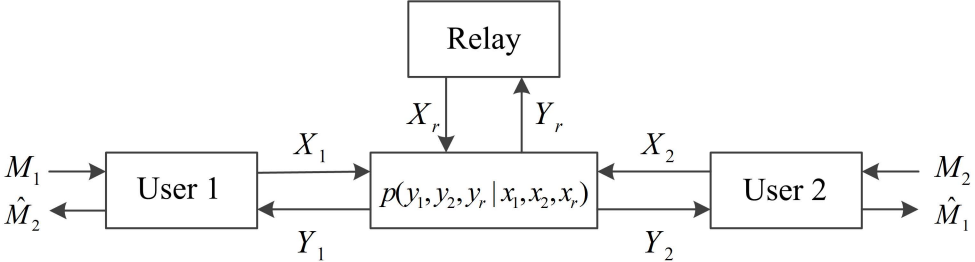 Relay
X_r Y_r
M_1 X_1 X_2 M_2
User 1 p(y_1, y_2, y_r | x_1, x_2, x_r) User 2
M̂_2 Y_1 Y_2 M̂_1